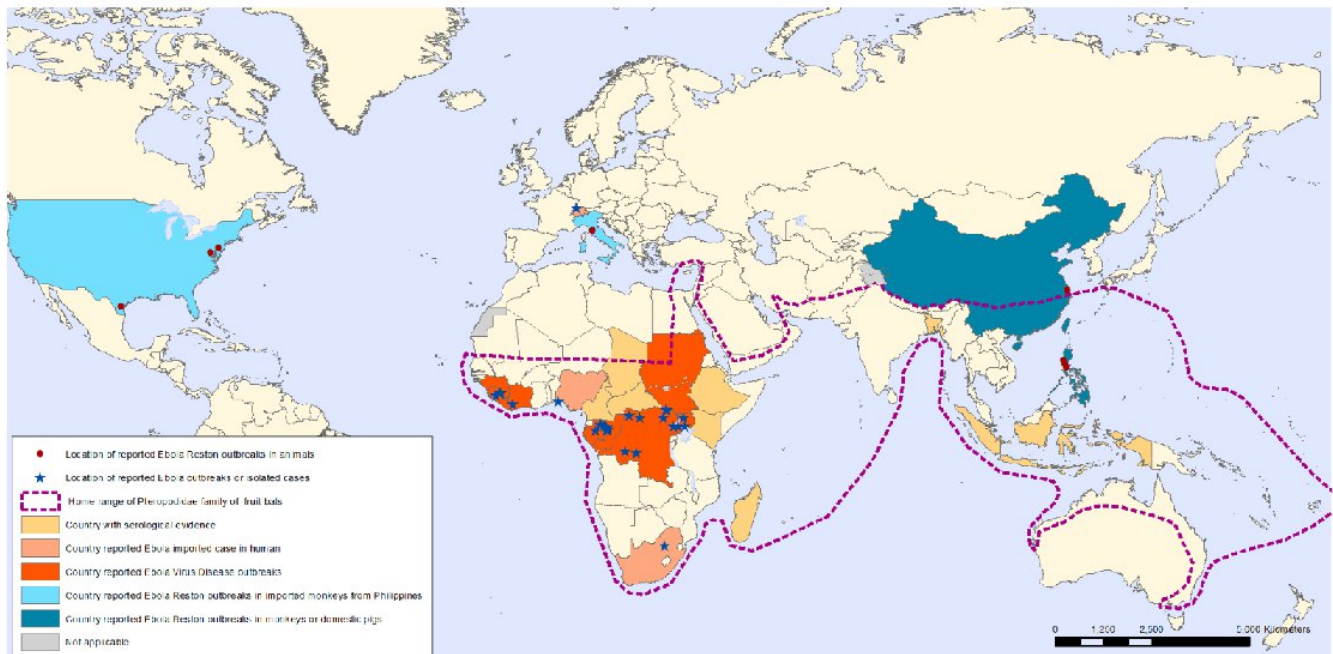 Location of reported Ebola Reston outbreaks in animals
Location of reported Ebola outbreaks or isolated cases
Home range of Pteropodidae family of fruit bats
Country with serological evidence
Country reported Ebola imported case in human
Country reported Ebola Virus Disease outbreaks
Country reported Ebola Reston outbreaks in imported monkeys from Philippines
Country reported Ebola Reston outbreaks in monkeys or domestic pigs
Not applicable
0 1,250 2,500 5,000 Kilometers